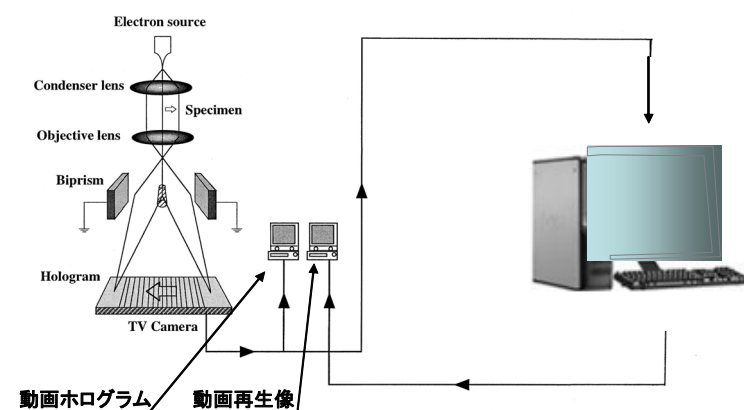 Electron source
Condenser lens
Specimen
Objective lens
Biprism
Hologram
TV Camera
動画ホログラム
動画再生像